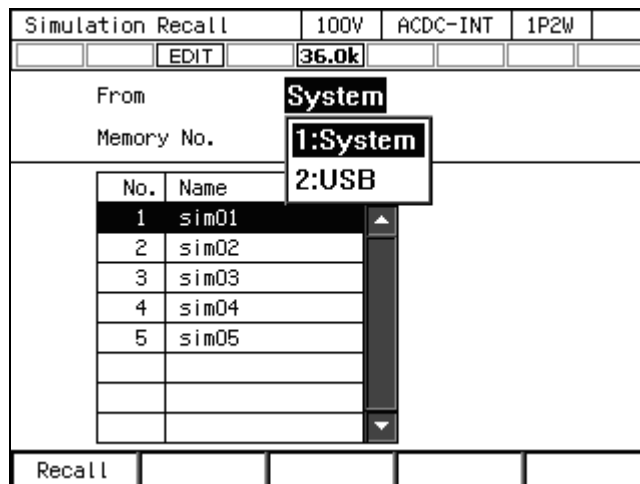 Simulation Recall 100V ACDC-INT 1P2W
EDIT 36.0k
From System
Memory No. 1:System
2:USB
No. Name
1 sim01
2 sim02
3 sim03
4 sim04
5 sim05
Recall